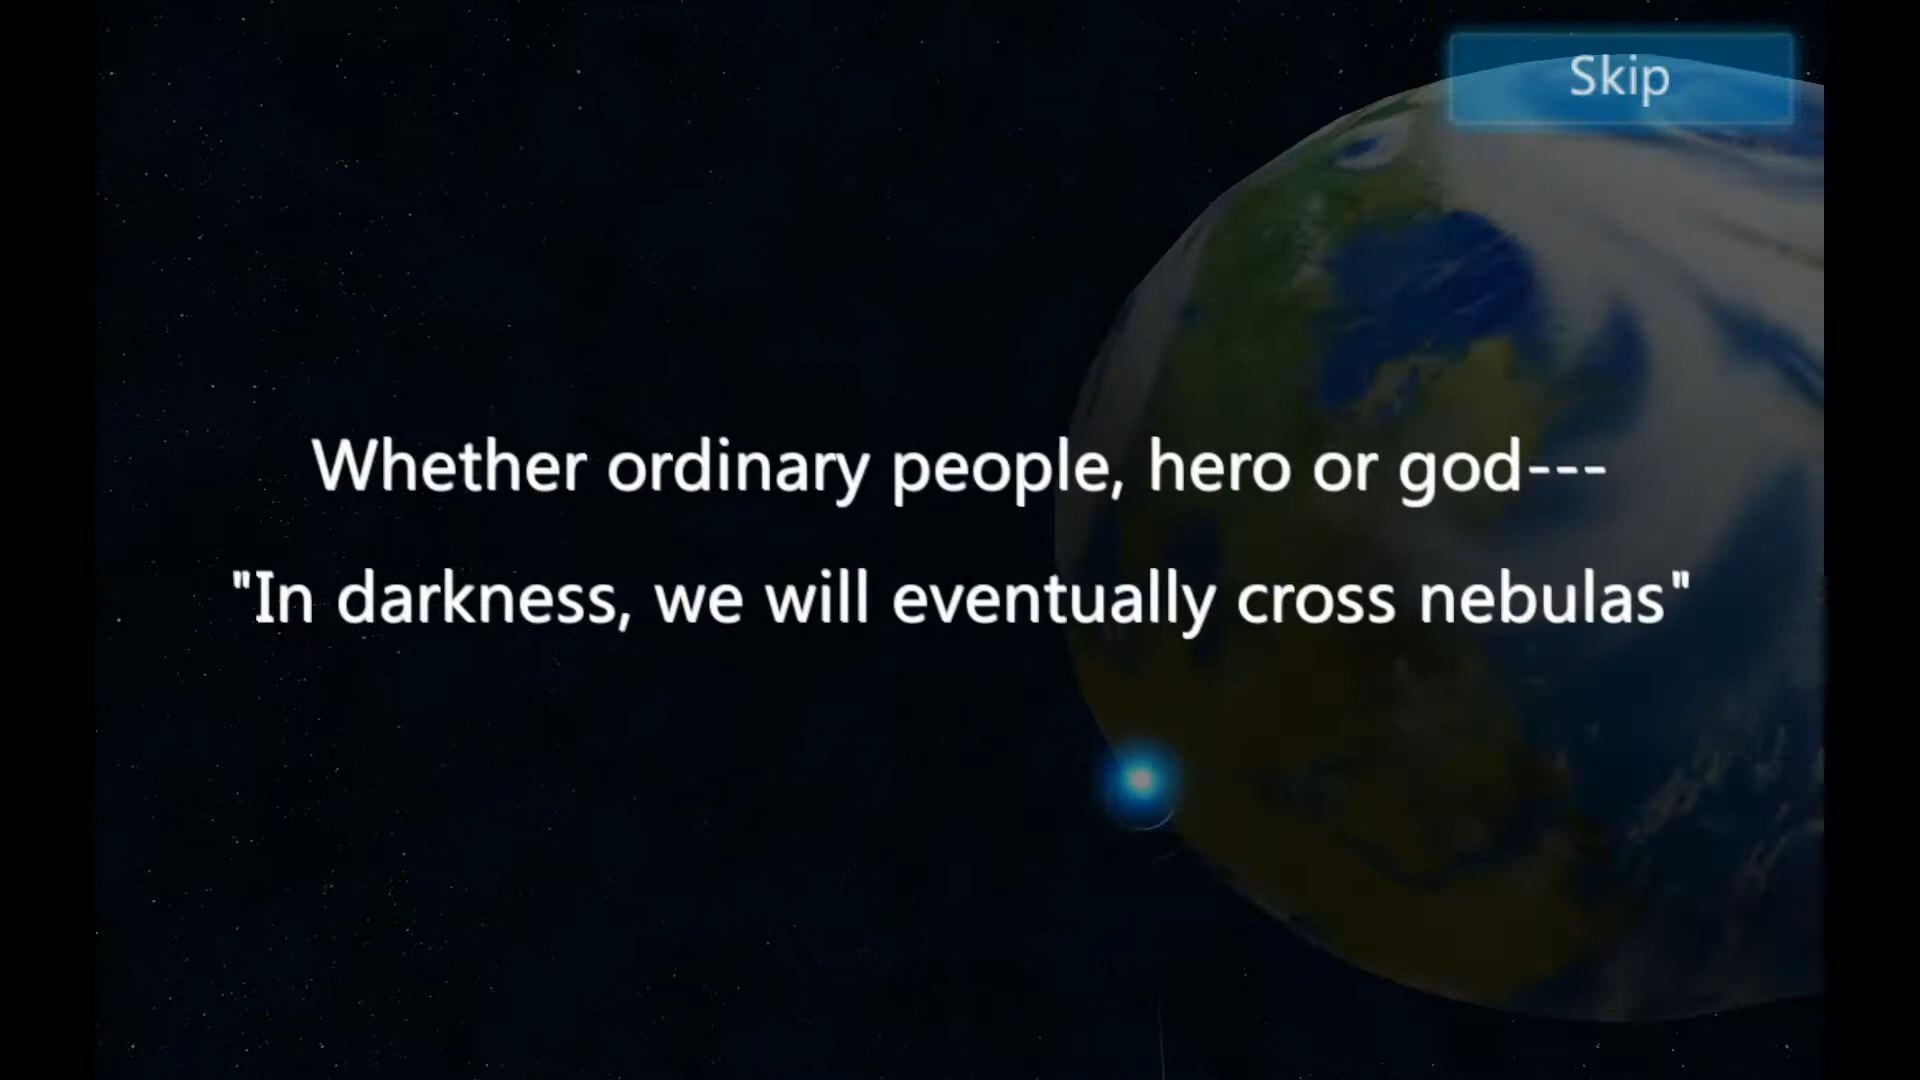 Skip
Whether ordinary people, hero or god---
"In darkness, we will eventually cross nebulas"